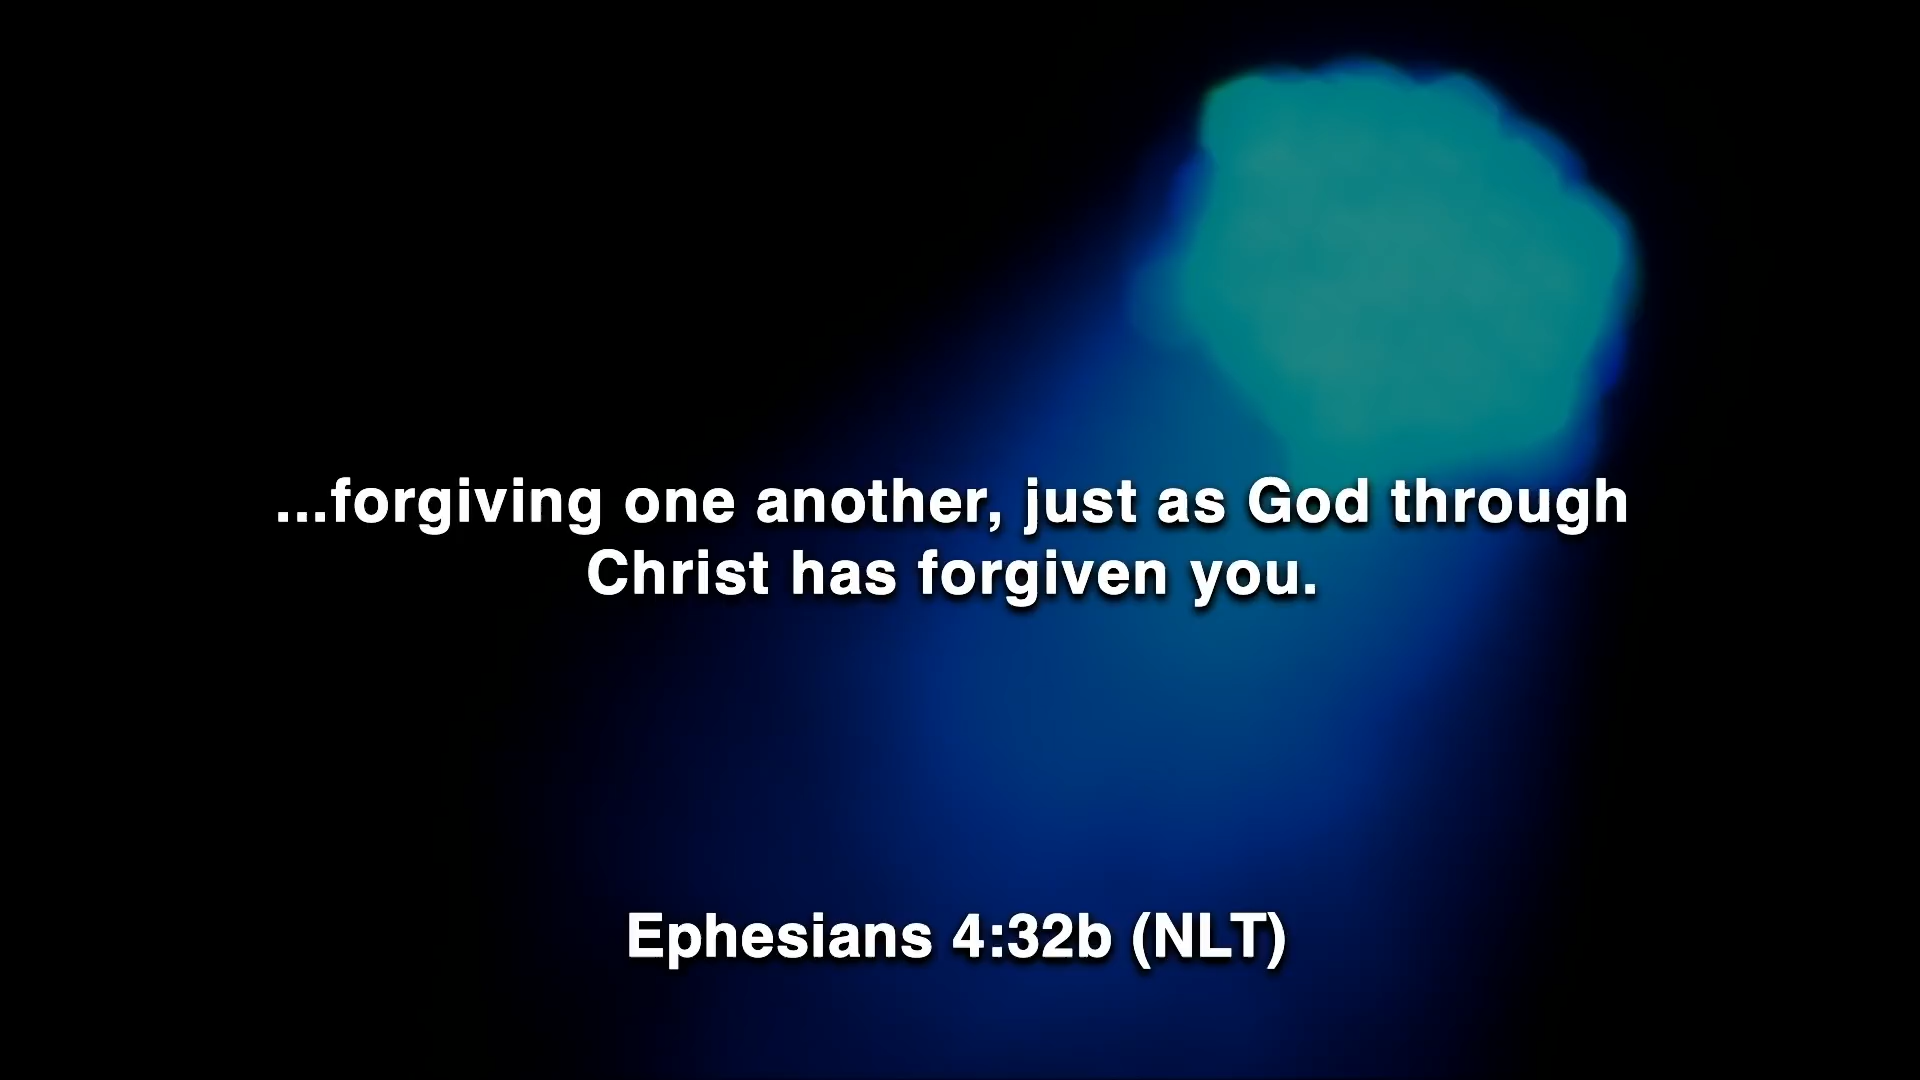 ...forgiving one another, just as God through
Christ has forgiven you.
Ephesians 4:32b (NLT)